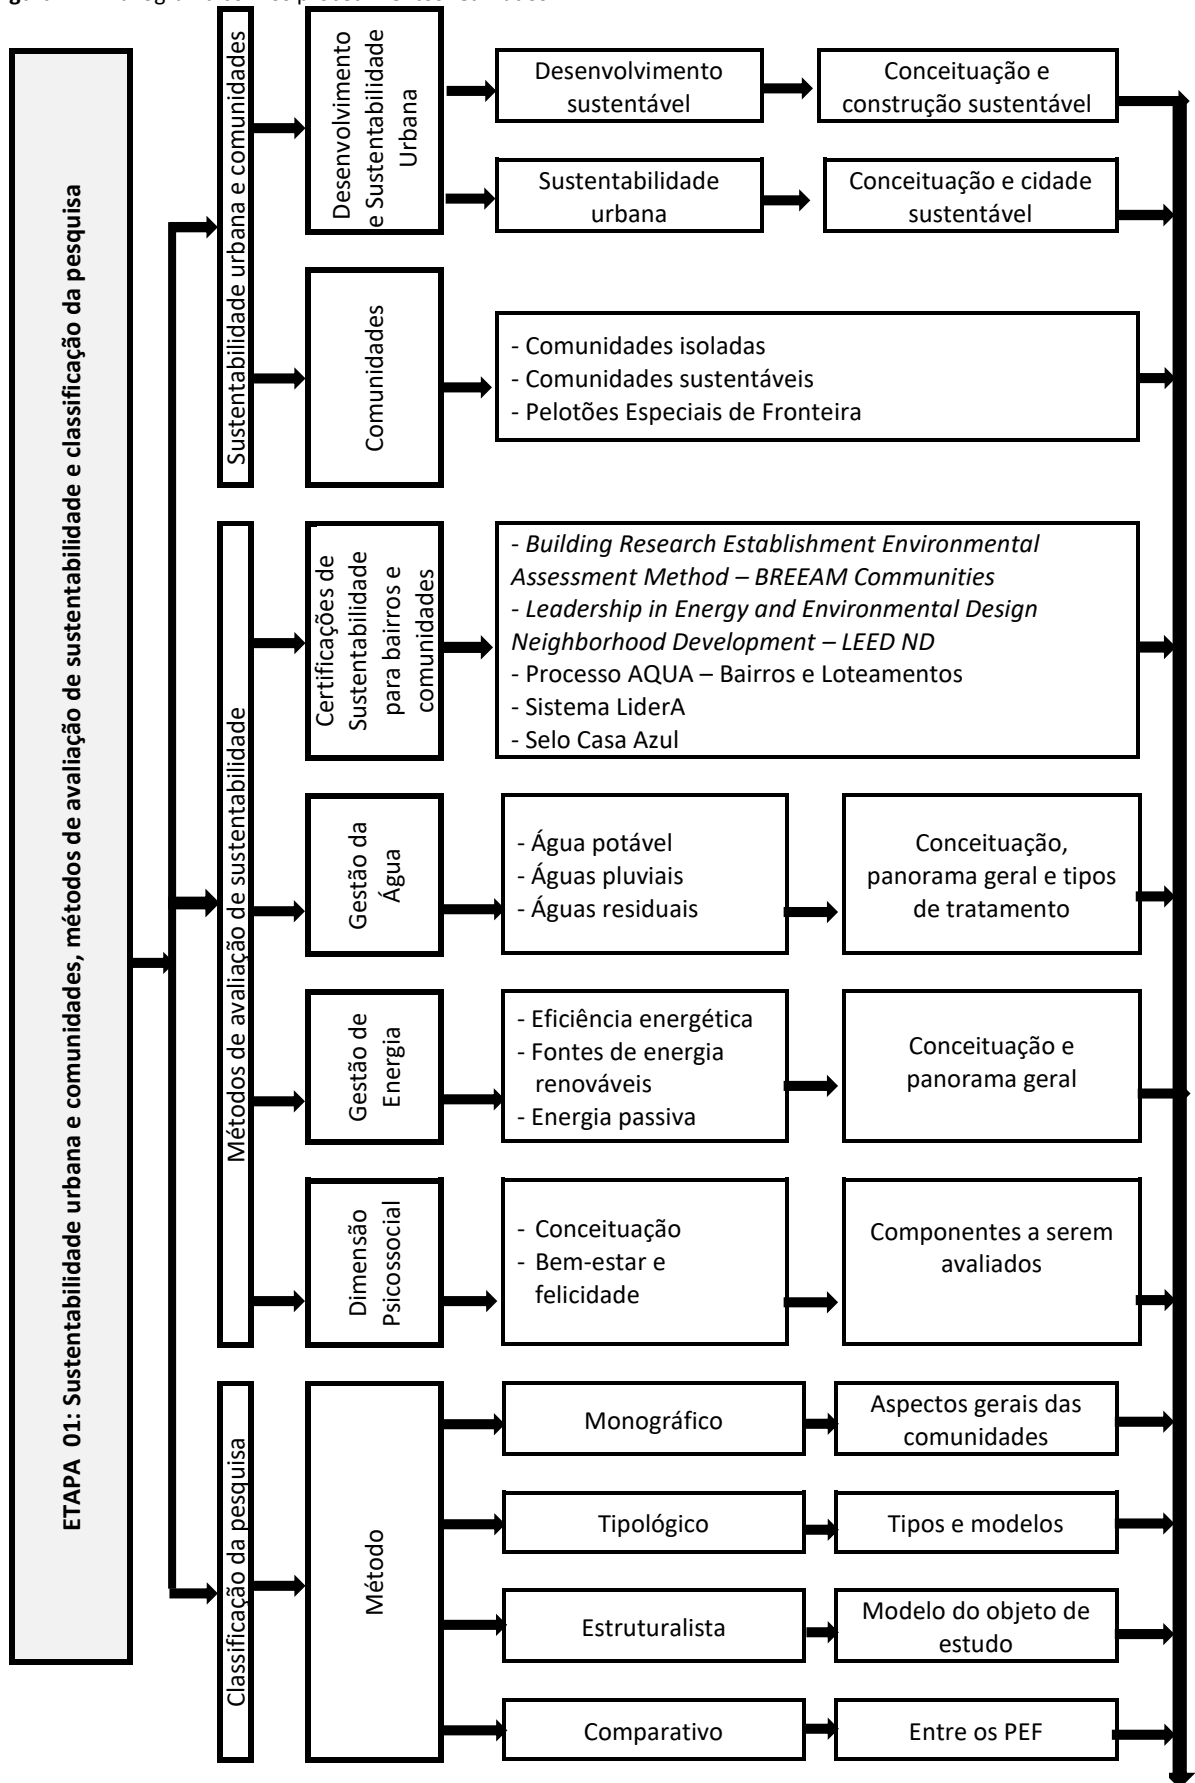 ETAPA 01: Sustentabilidade urbana e comunidades, métodos de avaliação de sustentabilidade e classificação da pesquisa
Sustentabilidade urbana e comunidades
Desenvolvimento
e Sustentabilidade
Urbana
Desenvolvimento
sustentável
Conceituação e
construção sustentável
Sustentabilidade
urbana
Conceituação e cidade
sustentável
Comunidades
- Comunidades isoladas
- Comunidades sustentáveis
- Pelotões Especiais de Fronteira
Métodos de avaliação de sustentabilidade
Certificações de
Sustentabilidade
para bairros e
comunidades
- Building Research Establishment Environmental
Assessment Method – BREEAM Communities
- Leadership in Energy and Environmental Design
Neighborhood Development – LEED ND
- Processo AQUA – Bairros e Loteamentos
- Sistema LiderA
- Selo Casa Azul
Gestão da
Água
- Água potável
- Águas pluviais
- Águas residuais
Conceituação,
panorama geral e tipos
de tratamento
Gestão de
Energia
- Eficiência energética
- Fontes de energia
renováveis
- Energia passiva
Conceituação e
panorama geral
Dimensão
Psicossocial
- Conceituação
- Bem-estar e
felicidade
Componentes a serem
avaliados
Classificação da pesquisa
Método
Monográfico
Aspectos gerais das
comunidades
Tipológico
Tipos e modelos
Estruturalista
Modelo do objeto de
estudo
Comparativo
Entre os PEF